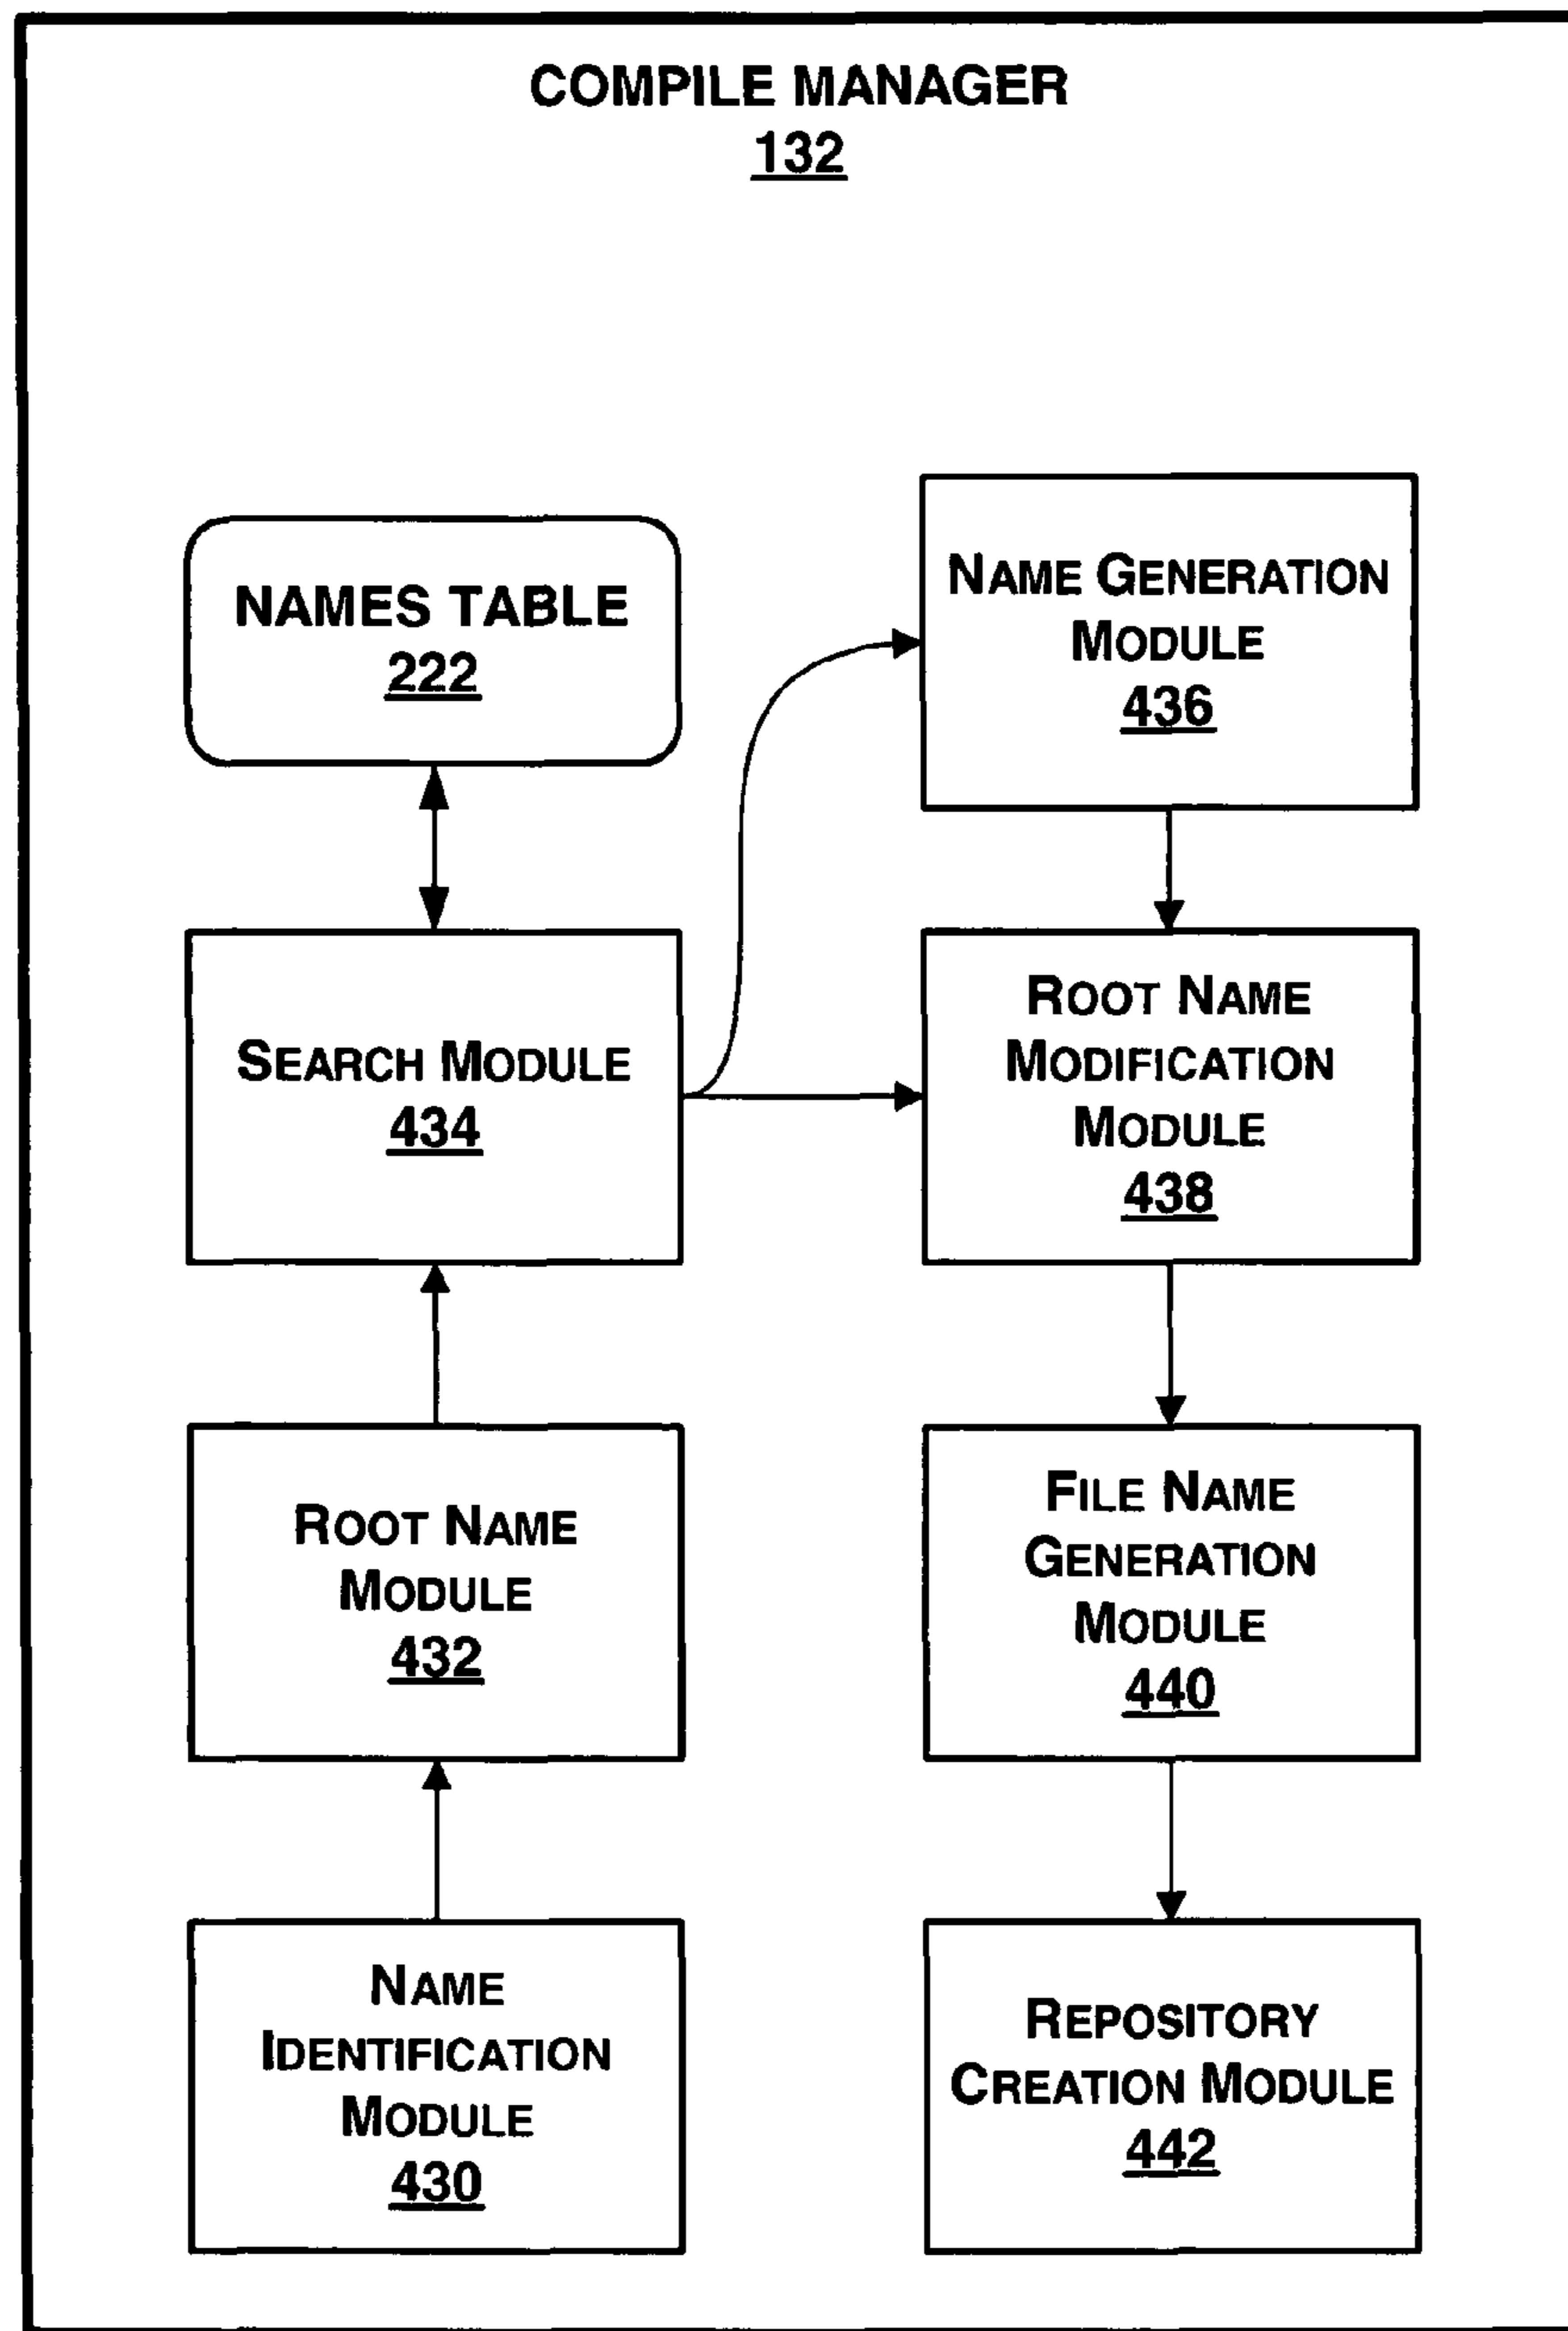 COMPILE MANAGER
132
NAMES TABLE
222
SEARCH MODULE
434
ROOT NAME
MODULE
432
NAME
IDENTIFICATION
MODULE
430
NAME GENERATION
MODULE
436
ROOT NAME
MODIFICATION
MODULE
438
FILE NAME
GENERATION
MODULE
440
REPOSITORY
CREATION MODULE
442